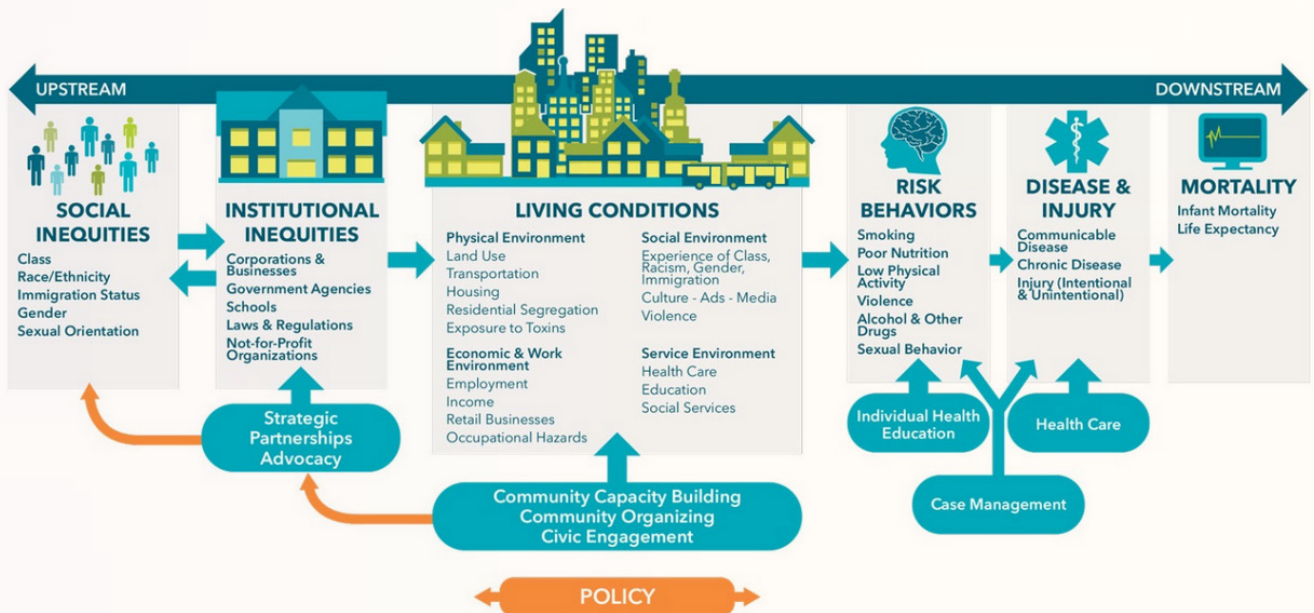 UPSTREAM
DOWNSTREAM
SOCIAL
INEQUITIES
Class
Race/Ethnicity
Immigration Status
Gender
Sexual Orientation
INSTITUTIONAL
INEQUITIES
Corporations &
Businesses
Government Agencies
Schools
Laws & Regulations
Not-for-Profit
Organizations
LIVING CONDITIONS
Physical Environment
Land Use
Transportation
Housing
Residential Segregation
Exposure to Toxins
Economic & Work
Environment
Employment
Income
Retail Businesses
Occupational Hazards
Social Environment
Experience of Class,
Racism, Gender,
Immigration
Culture - Ads - Media
Violence
Service Environment
Health Care
Education
Social Services
RISK
BEHAVIORS
Smoking
Poor Nutrition
Low Physical
Activity
Violence
Alcohol & Other
Drugs
Sexual Behavior
DISEASE &
INJURY
Communicable
Disease
Chronic Disease
Injury (Intentional
& Unintentional)
MORTALITY
Infant Mortality
Life Expectancy
Strategic
Partnerships
Advocacy
Community Capacity Building
Community Organizing
Civic Engagement
Individual Health
Education
Health Care
Case Management
POLICY